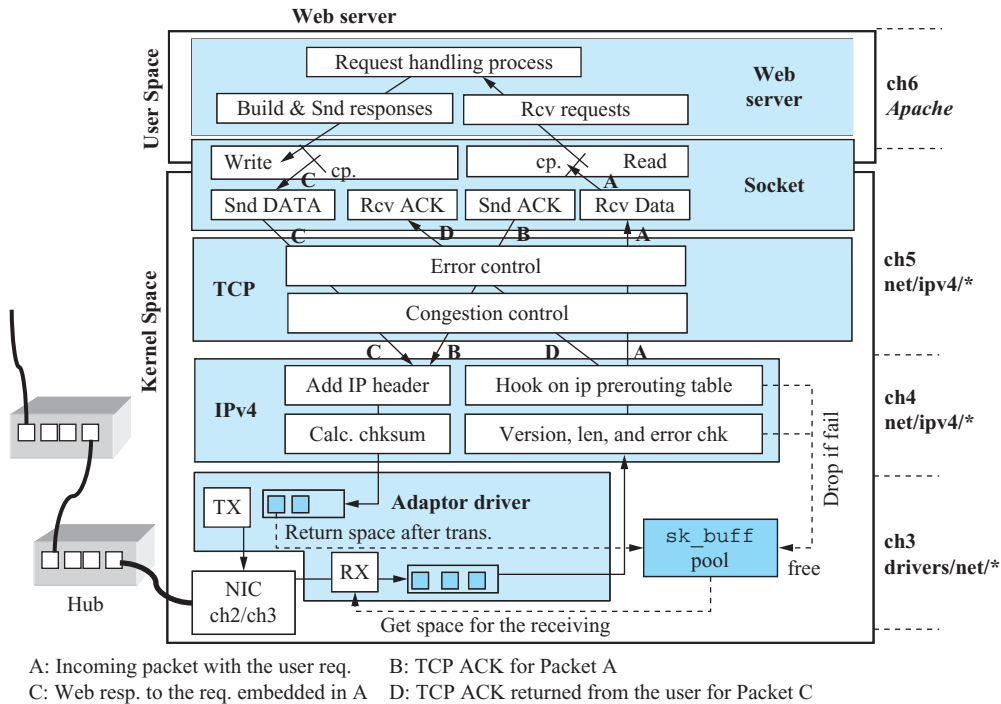 Web server
User Space
Request handling process
Web
server
Build & Snd responses
Rcv requests
ch6
Apache
Write
cp.
cp.
Read
C
A
Socket
Snd DATA
Rcv ACK
Snd ACK
Rcv Data
C
D
B
A
Kernel Space
TCP
Error control
Congestion control
ch5
net/ipv4/*
C
B
D
A
IPv4
Add IP header
Hook on ip prerouting table
Calc. chksum
Version, len, and error chk
Drop if fail
ch4
net/ipv4/*
TX
Adaptor driver
Return space after trans.
sk_buff
pool
free
RX
NIC
ch2/ch3
Get space for the receiving
ch3
drivers/net/*
Hub
A: Incoming packet with the user req.
B: TCP ACK for Packet A
C: Web resp. to the req. embedded in A
D: TCP ACK returned from the user for Packet C